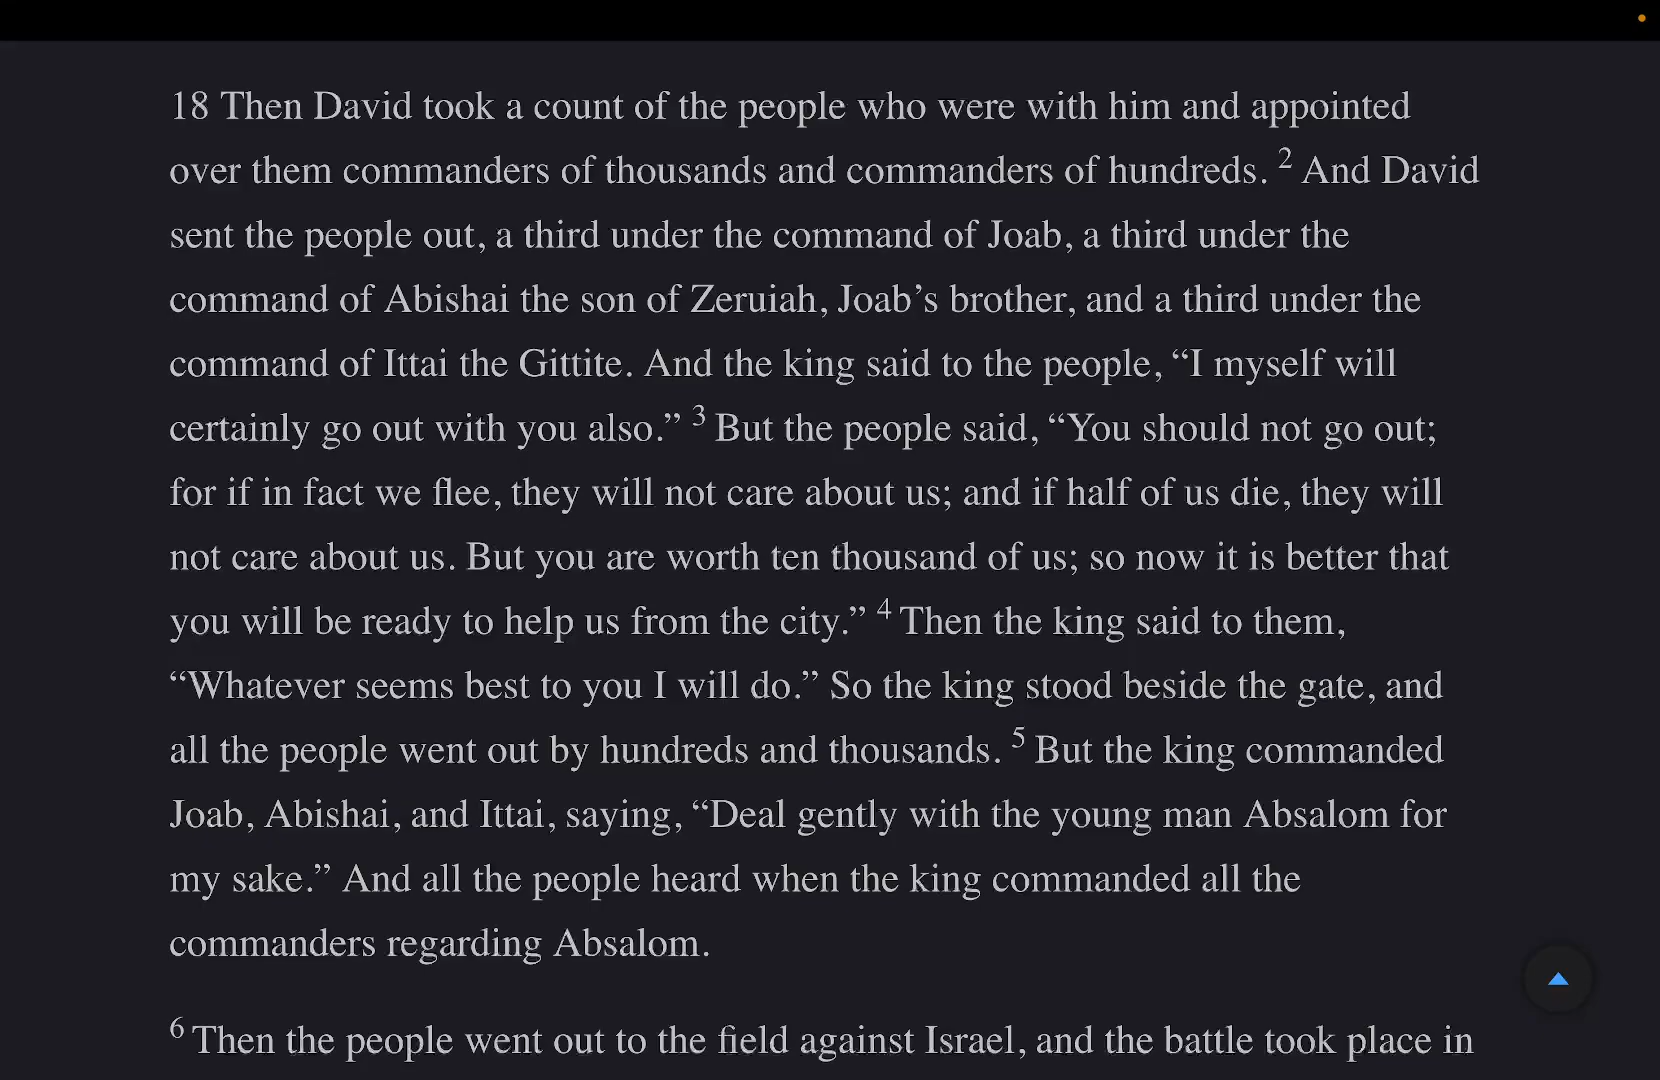 18 Then David took a count of the people who were with him and appointed
over them commanders of thousands and commanders of hundreds. 2 And David
sent the people out, a third under the command of Joab, a third under the
command of Abishai the son of Zeruiah, Joab’s brother, and a third under the
command of Ittai the Gittite. And the king said to the people, “I myself will
certainly go out with you also.” 3 But the people said, “You should not go out;
for if in fact we flee, they will not care about us; and if half of us die, they will
not care about us. But you are worth ten thousand of us; so now it is better that
you will be ready to help us from the city.” 4 Then the king said to them,
“Whatever seems best to you I will do.” So the king stood beside the gate, and
all the people went out by hundreds and thousands. 5 But the king commanded
Joab, Abishai, and Ittai, saying, “Deal gently with the young man Absalom for
my sake.” And all the people heard when the king commanded all the
commanders regarding Absalom.
6 Then the people went out to the field against Israel, and the battle took place in